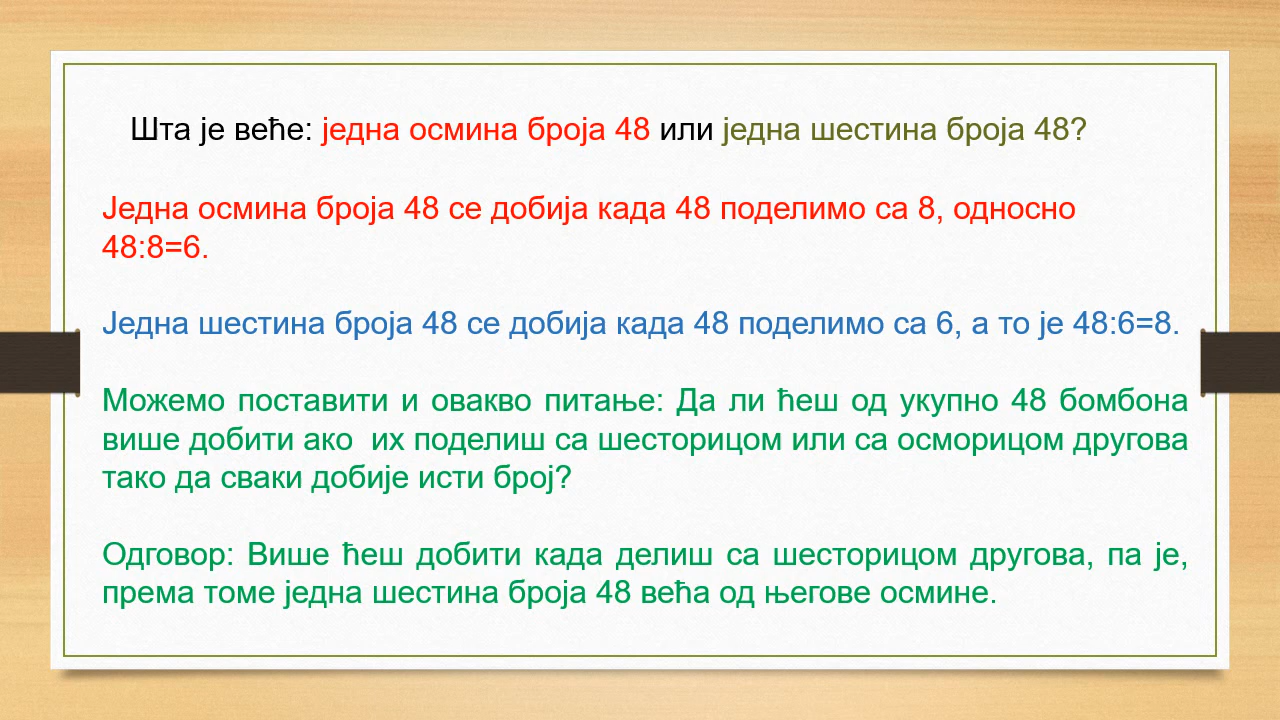 Шта је веће: једна осмина броја 48 или једна шестина броја 48?
Једна осмина броја 48 се добија када 48 поделимо са 8, односно
48:8=6.
Једна шестина броја 48 се добија када 48 поделимо са 6, а то је 48:6=8.
Можемо поставити и овакво питање: Да ли ћеш од укупно 48 бомбона
више добити ако  их поделиш са шесторицом или са осморицом другова
тако да сваки добије исти број?
Одговор: Више ћеш добити када делиш са шесторицом другова, па је,
према томе једна шестина броја 48 већа од његове осмине.